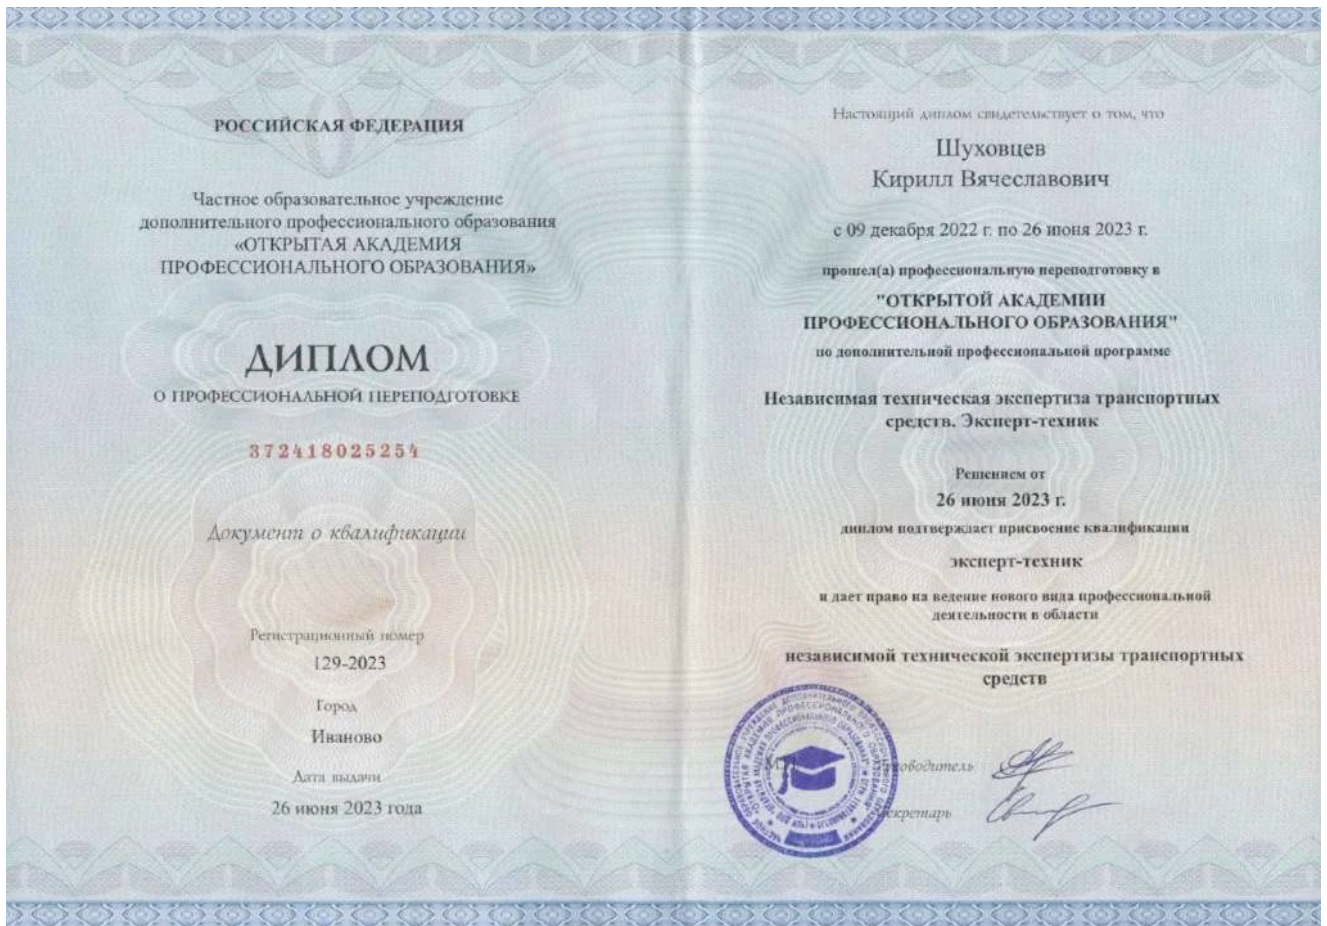 РОССИЙСКАЯ ФЕДЕРАЦИЯ
Частное образовательное учреждение
дополнительного профессионального образования
«ОТКРЫТАЯ АКАДЕМИЯ
ПРОФЕССИОНАЛЬНОГО ОБРАЗОВАНИЯ»
ДИПЛОМ
О ПРОФЕССИОНАЛЬНОЙ ПЕРЕПОДГОТОВКЕ
372418025254
Документ о квалификации
Регистрационный номер
129-2023
Город
Иваново
Дата выдачи
26 июня 2023 года
Настоящий диплом свидетельствует о том, что
Шуховцев
Кирилл Вячеславович
с 09 декабря 2022 г. по 26 июня 2023 г.
прошел(а) профессиональную переподготовку в
"ОТКРЫТОЙ АКАДЕМИИ
ПРОФЕССИОНАЛЬНОГО ОБРАЗОВАНИЯ"
по дополнительной профессиональной программе
Независимая техническая экспертиза транспортных
средств. Эксперт-техник
Решением от
26 июня 2023 г.
диплом подтверждает присвоение квалификации
эксперт-техник
и дает право на ведение нового вида профессиональной
деятельности в области
независимой технической экспертизы транспортных
средств
М.П.
Руководитель
Секретарь